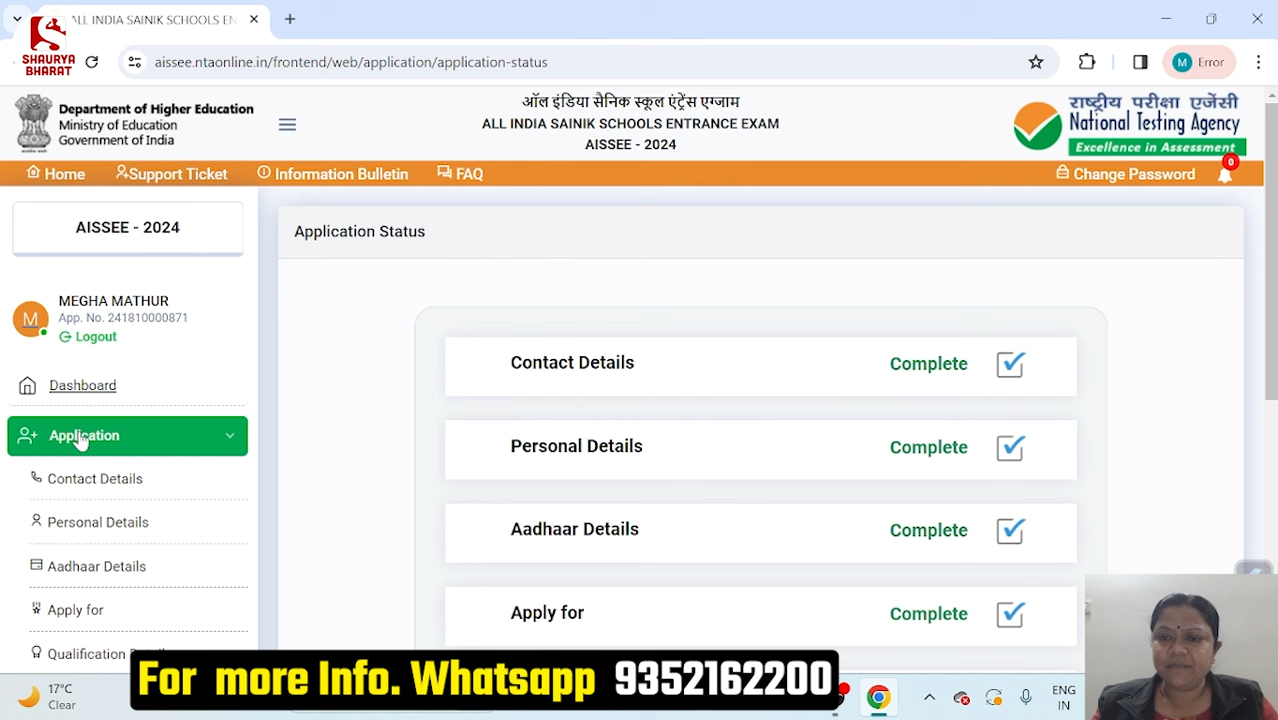 ALL INDIA SAINIK SCHOOLS EN
SHAURYA
BHARAT
aissee.ntaonline.in/frontend/web/application/application-status
M Error
Department of Higher Education
Ministry of Education
Government of India
ऑल इंडिया सैनिक स्कूल एंट्रेंस एग्जाम
ALL INDIA SAINIK SCHOOLS ENTRANCE EXAM
AISSEE - 2024
राष्ट्रीय परीक्षा एजेंसी
National Testing Agency
Excellence in Assessment
Home Support Ticket Information Bulletin FAQ Change Password 0
AISSEE - 2024
Application Status
M
MEGHA MATHUR
App. No. 241810000871
Logout
Dashboard
Application
Contact Details
Personal Details
Aadhaar Details
Apply for
Qualification
Contact Details Complete
Personal Details Complete
Aadhaar Details Complete
Apply for Complete
For more Info. Whatsapp 9352162200
17°C
Clear
ENG
IN